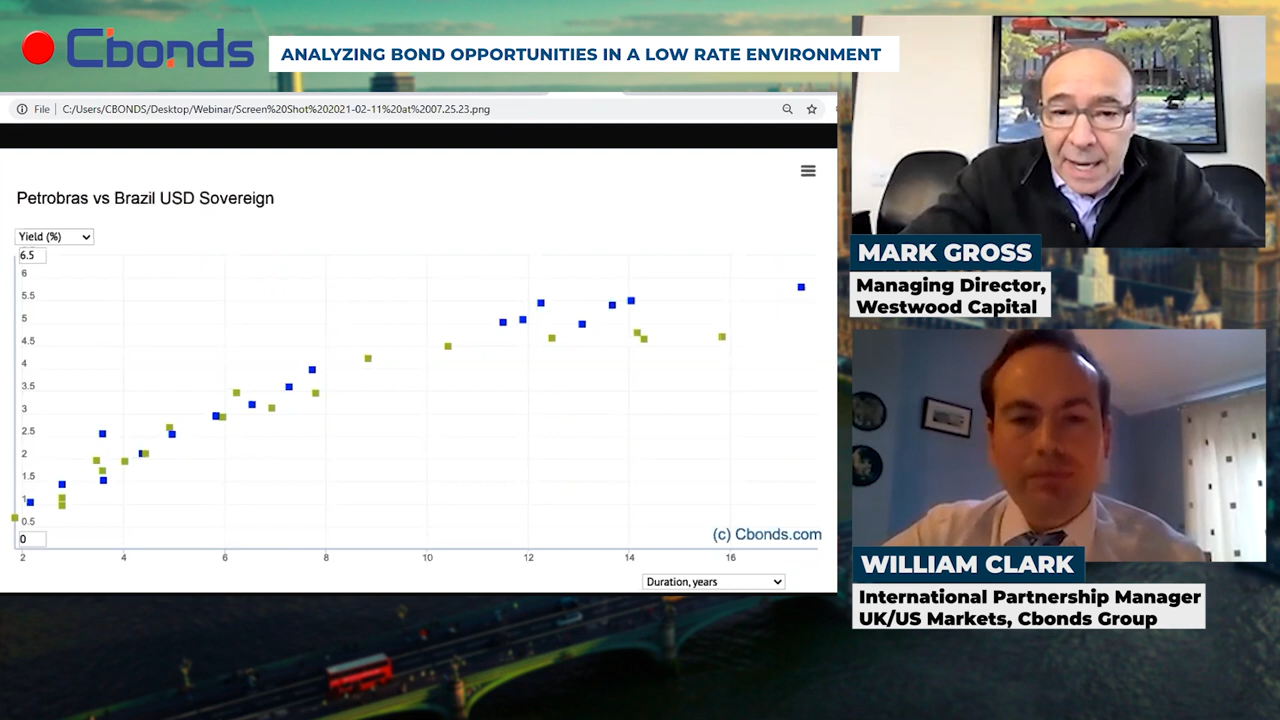 Cbonds
ANALYZING BOND OPPORTUNITIES IN A LOW RATE ENVIRONMENT
File
C:/Users/CBONDS/Desktop/Webinar/Screen%20Shot%202021-02-11%20at%2007.25.23.png
Petrobras vs Brazil USD Sovereign
Yield (%)
6.5
6
5.5
5
4.5
4
3.5
3
2.5
2
1.5
1
0.5
0
2 4 6 8 10 12 14 16
(c) Cbonds.com
Duration, years
MARK GROSS
Managing Director,
Westwood Capital
WILLIAM CLARK
International Partnership Manager
UK/US Markets, Cbonds Group